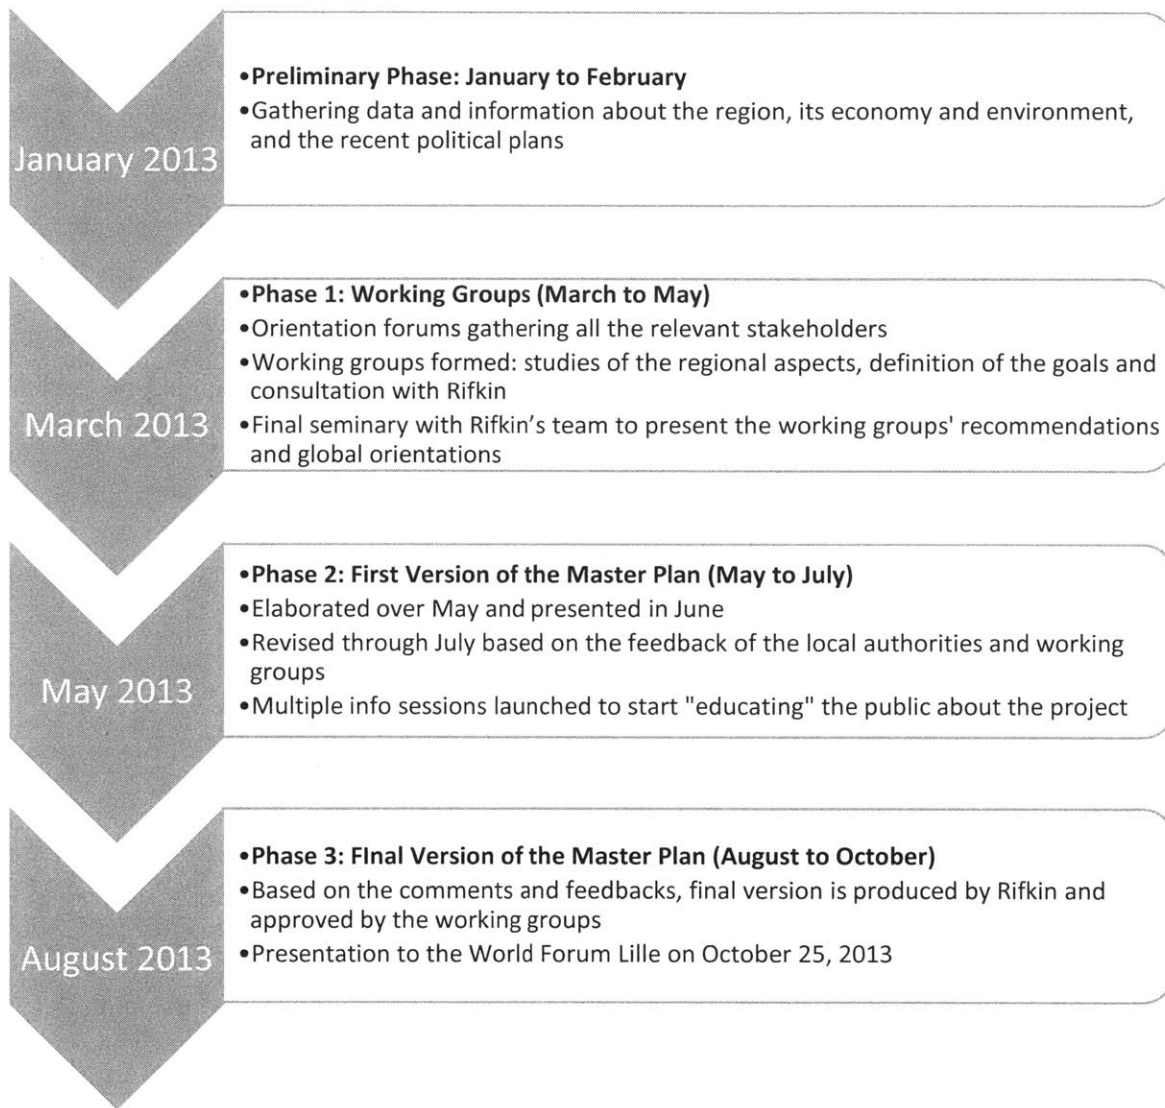 January 2013
•Preliminary Phase: January to February
•Gathering data and information about the region, its economy and environment,
and the recent political plans
March 2013
•Phase 1: Working Groups (March to May)
•Orientation forums gathering all the relevant stakeholders
•Working groups formed: studies of the regional aspects, definition of the goals and
consultation with Rifkin
•Final seminary with Rifkin's team to present the working groups' recommendations
and global orientations
May 2013
•Phase 2: First Version of the Master Plan (May to July)
•Elaborated over May and presented in June
•Revised through July based on the feedback of the local authorities and working
groups
•Multiple info sessions launched to start "educating" the public about the project
August 2013
•Phase 3: FInal Version of the Master Plan (August to October)
•Based on the comments and feedbacks, final version is produced by Rifkin and
approved by the working groups
•Presentation to the World Forum Lille on October 25, 2013